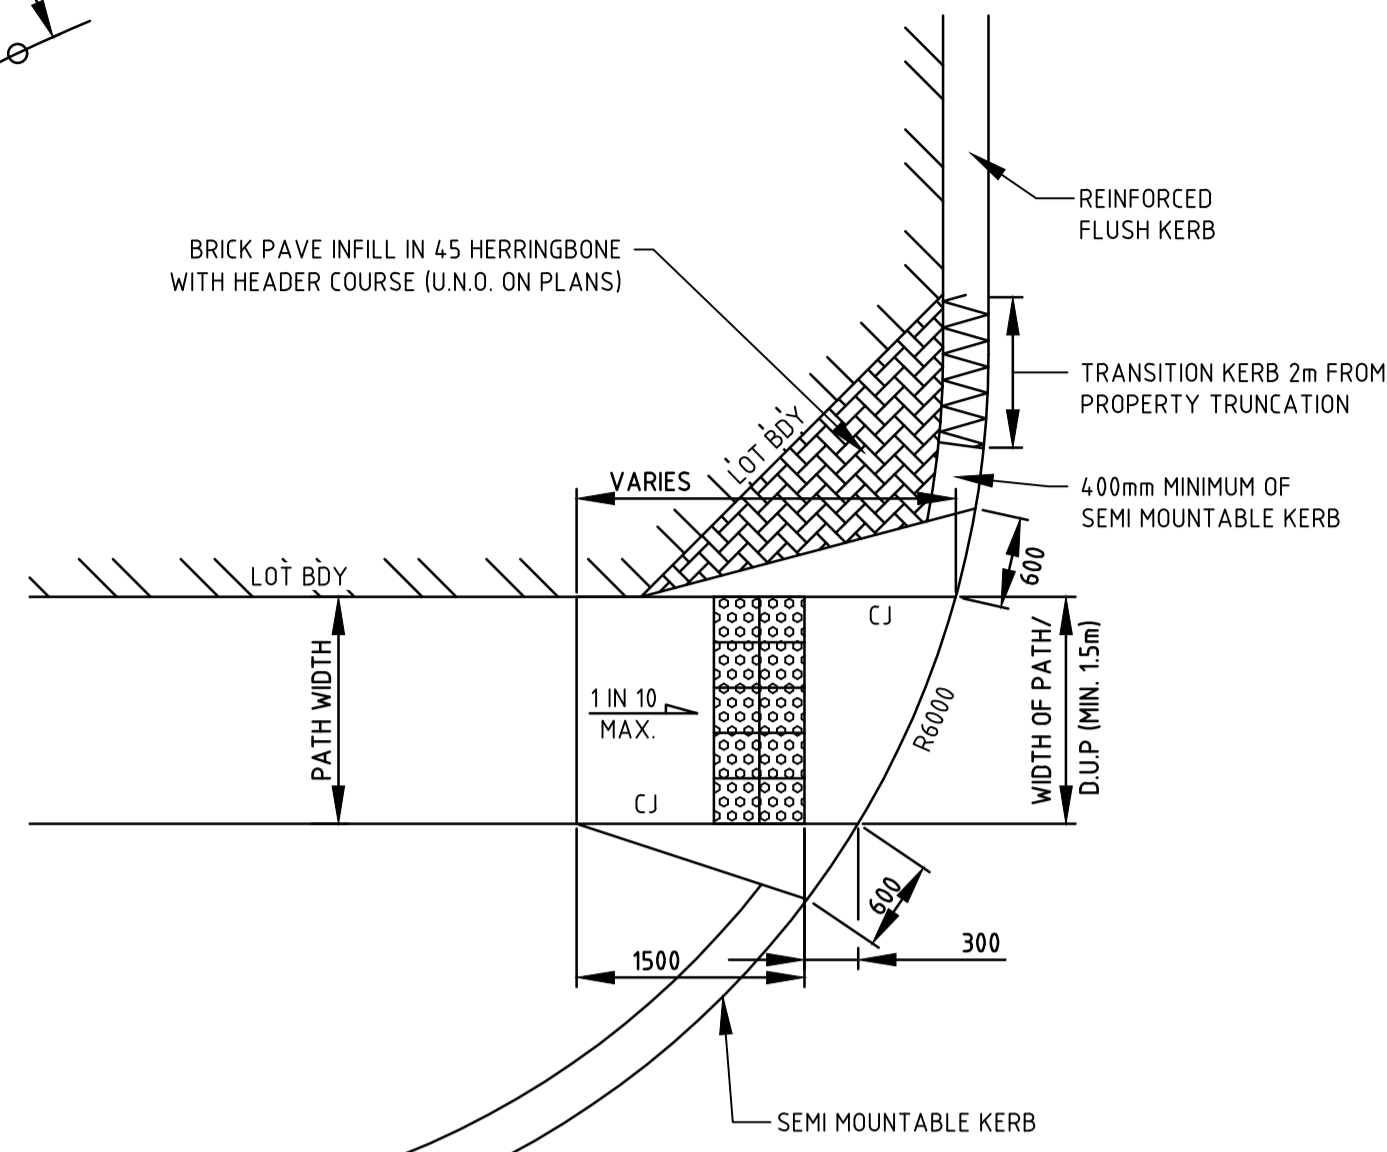 REINFORCED
FLUSH KERB
BRICK PAVE INFILL IN 45 HERRINGBONE
WITH HEADER COURSE (U.N.O. ON PLANS)
TRANSITION KERB 2m FROM
PROPERTY TRUNCATION
LOT BDY
VARIES
400mm MINIMUM OF
SEMI MOUNTABLE KERB
600
LOT BDY
CJ
PATH WIDTH
1 IN 10
MAX.
R6000
WIDTH OF PATH/
D.U.P (MIN. 1.5m)
CJ
600
300
1500
SEMI MOUNTABLE KERB